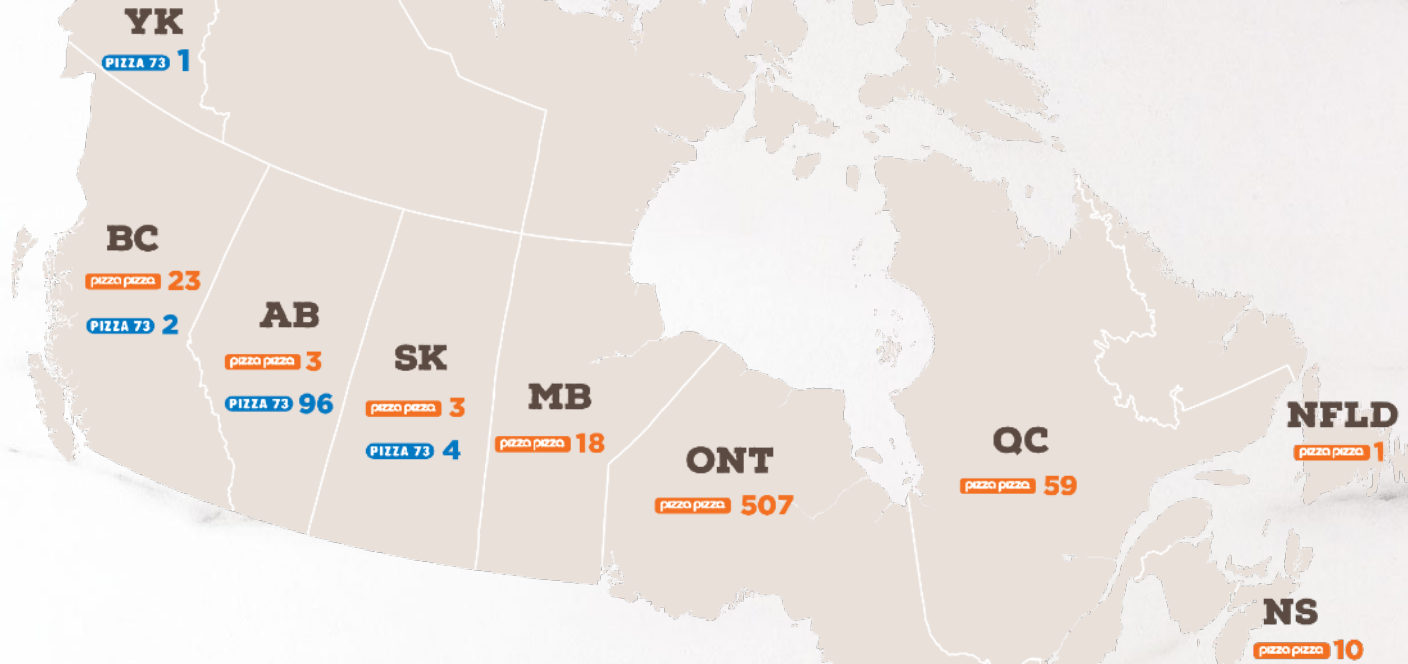 YK
PIZZA 73 1
BC
pizza pizza 23
PIZZA 73 2
AB
pizza pizza 3
PIZZA 73 96
SK
pizza pizza 3
PIZZA 73 4
MB
pizza pizza 18
ONT
pizza pizza 507
QC
pizza pizza 59
NFLD
pizza pizza 1
NS
pizza pizza 10